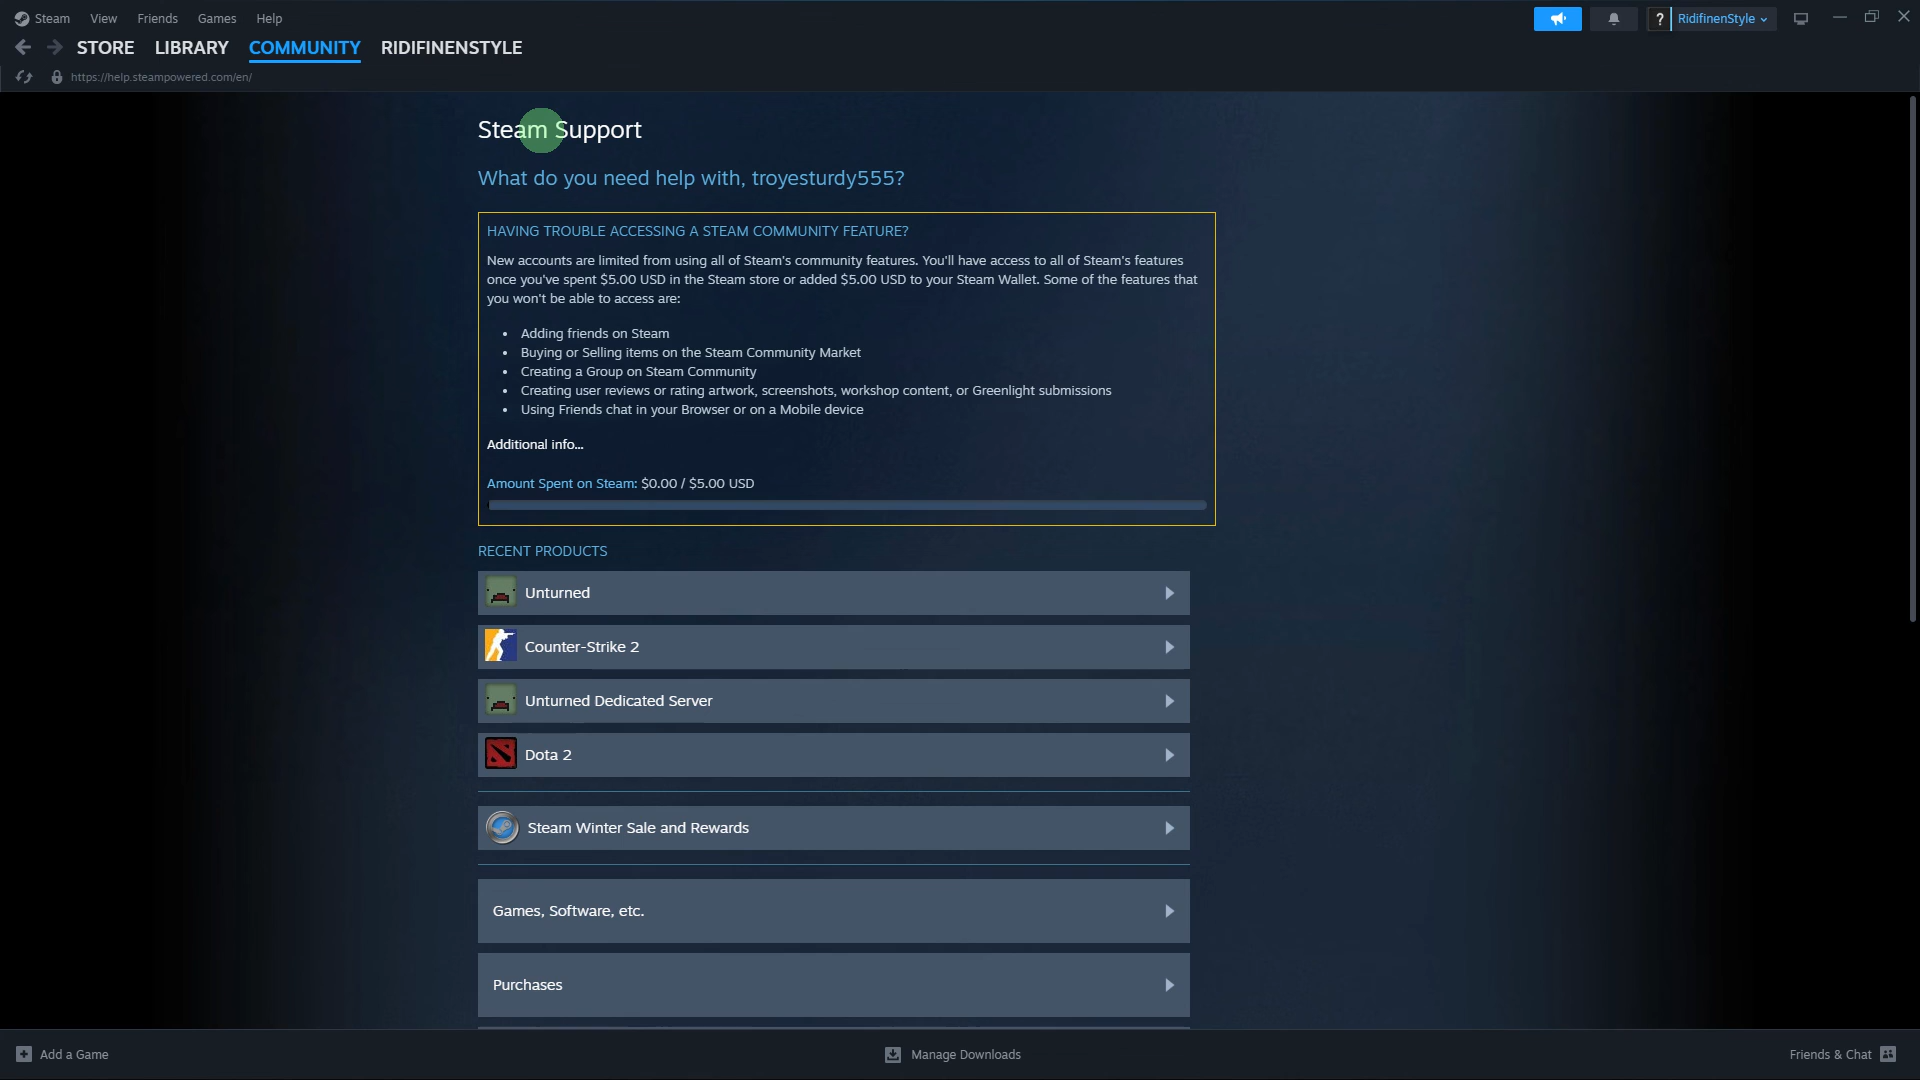 Steam View Friends Games Help
? RidifinenStyle
STORE LIBRARY COMMUNITY RIDIFINENSTYLE
https://help.steampowered.com/en/
Steam Support
What do you need help with, troyesturdy555?
HAVING TROUBLE ACCESSING A STEAM COMMUNITY FEATURE?
New accounts are limited from using all of Steam's community features. You'll have access to all of Steam's features
once you've spent $5.00 USD in the Steam store or added $5.00 USD to your Steam Wallet. Some of the features that
you won't be able to access are:
• Adding friends on Steam
• Buying or Selling items on the Steam Community Market
• Creating a Group on Steam Community
• Creating user reviews or rating artwork, screenshots, workshop content, or Greenlight submissions
• Using Friends chat in your Browser or on a Mobile device
Additional info...
Amount Spent on Steam: $0.00 / $5.00 USD
RECENT PRODUCTS
Unturned
Counter-Strike 2
Unturned Dedicated Server
Dota 2
Steam Winter Sale and Rewards
Games, Software, etc.
Purchases
Add a Game
Manage Downloads
Friends & Chat